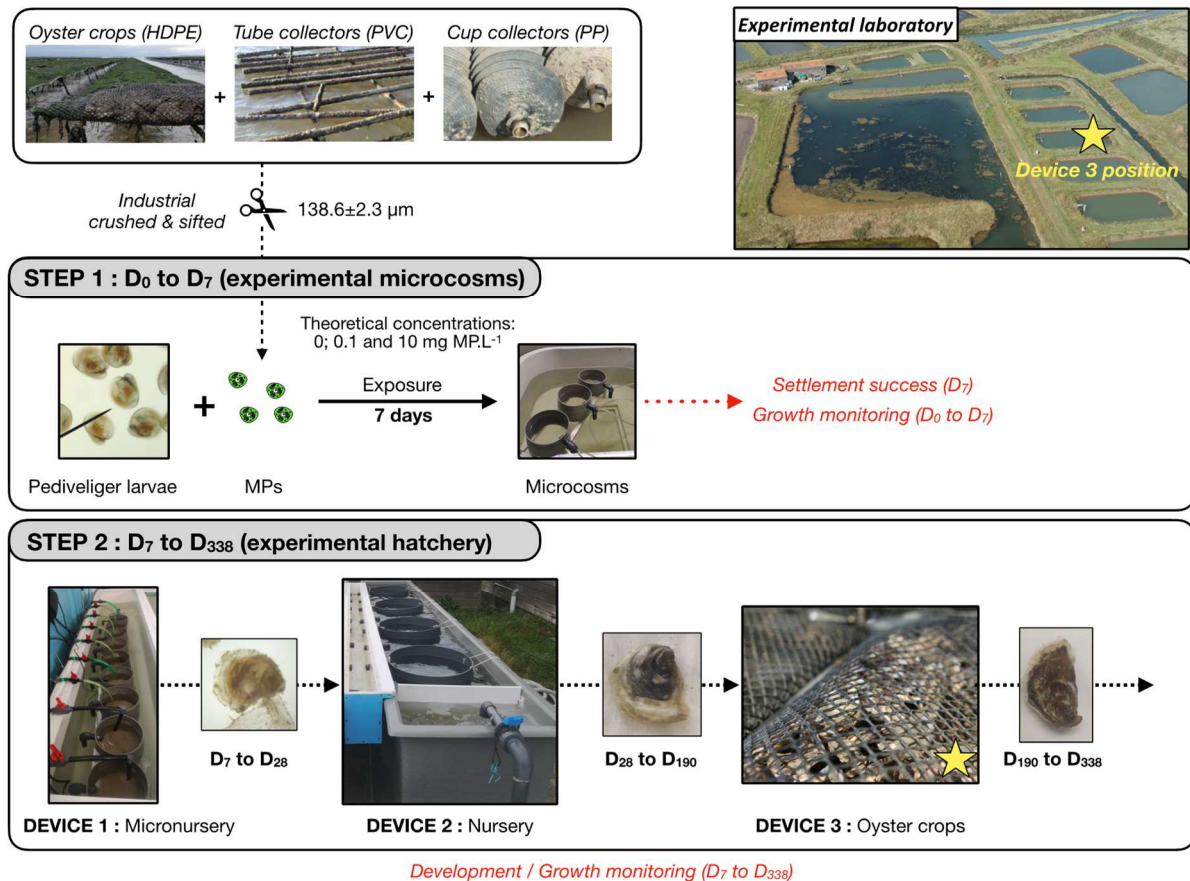 Oyster crops (HDPE)
Tube collectors (PVC)
Cup collectors (PP)
+
+
Experimental laboratory
Device 3 position
Industrial
crushed & sifted
138.6±2.3 µm
STEP 1 : D₀ to D₇ (experimental microcosms)
Theoretical concentrations:
0; 0.1 and 10 mg MP.L⁻¹
+
Exposure
7 days
Settlement success (D₇)
Growth monitoring (D₀ to D₇)
Pediveliger larvae
MPs
Microcosms
STEP 2 : D₇ to D₃₃₈ (experimental hatchery)
D₇ to D₂₈
D₂₈ to D₁₉₀
D₁₉₀ to D₃₃₈
DEVICE 1 : Micronursery
DEVICE 2 : Nursery
DEVICE 3 : Oyster crops
Development / Growth monitoring (D₇ to D₃₃₈)